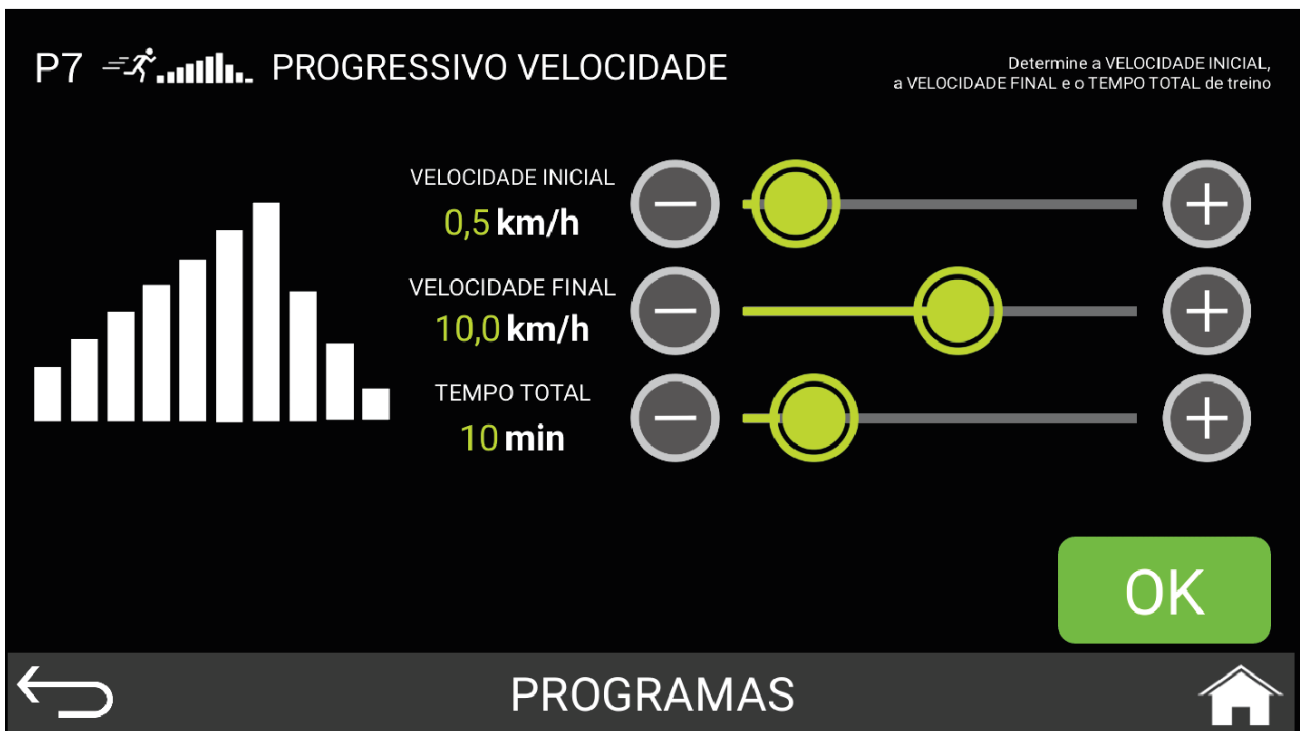 P7 PROGRESSIVO VELOCIDADE
Determine a VELOCIDADE INICIAL,
a VELOCIDADE FINAL e o TEMPO TOTAL de treino
VELOCIDADE INICIAL
0,5 km/h
VELOCIDADE FINAL
10,0 km/h
TEMPO TOTAL
10 min
OK
PROGRAMAS